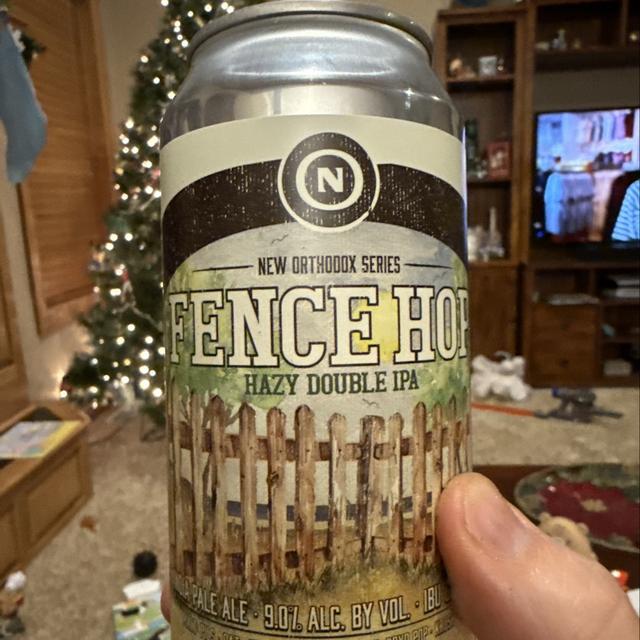 N
NEW ORTHODOX SERIES
FENCE HOP
HAZY DOUBLE IPA
PALE ALE · 9.0% ALC. BY VOL. · IBU